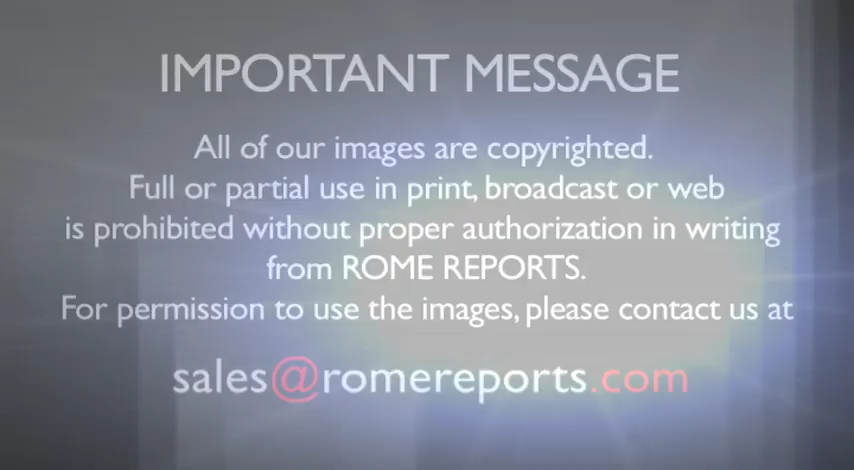 IMPORTANT MESSAGE
All of our images are copyrighted.
Full or partial use in print, broadcast or web
is prohibited without proper authorization in writing
from ROME REPORTS.
For permission to use the images, please contact us at
sales@romereports.com